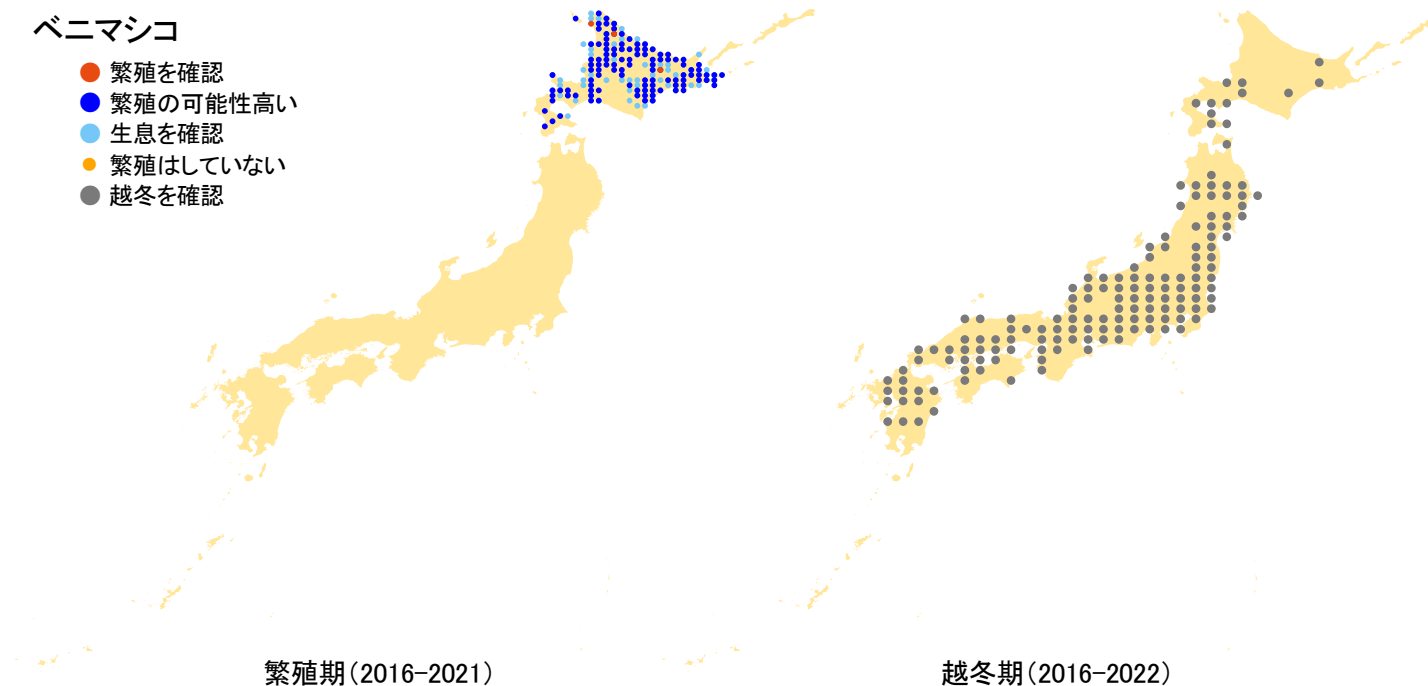 ベニマシコ
繁殖を確認
繁殖の可能性高い
生息を確認
繁殖はしていない
越冬を確認
繁殖期(2016-2021)
越冬期(2016-2022)